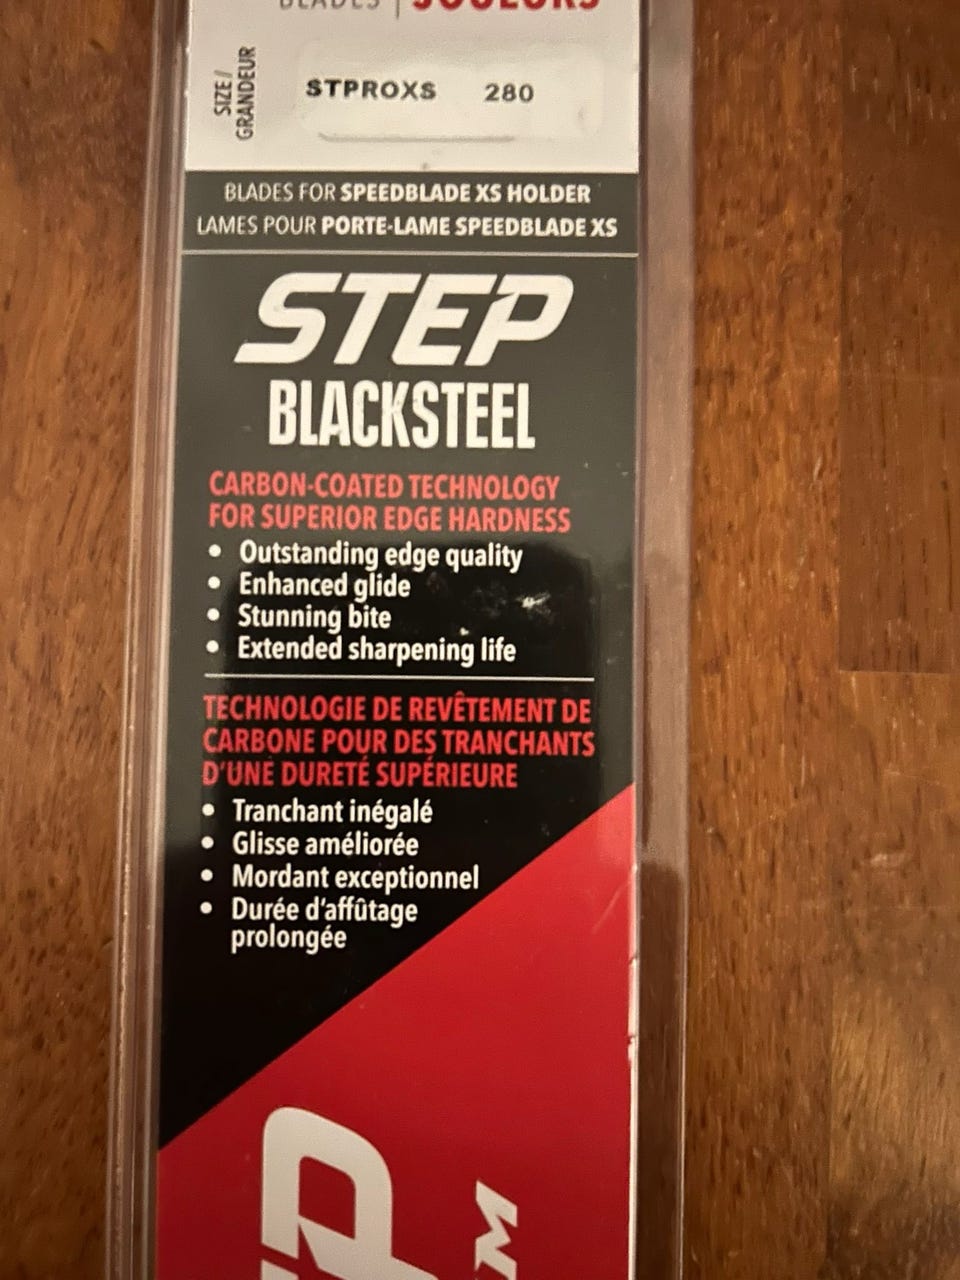 BLADES | JOUEURS
SIZE /
GRANDEUR
STPROXS 280
BLADES FOR SPEEDBLADE XS HOLDER
LAMES POUR PORTE-LAME SPEEDBLADE XS
STEP
BLACKSTEEL
CARBON-COATED TECHNOLOGY
FOR SUPERIOR EDGE HARDNESS
• Outstanding edge quality
• Enhanced glide
• Stunning bite
• Extended sharpening life
TECHNOLOGIE DE REVÊTEMENT DE
CARBONE POUR DES TRANCHANTS
D'UNE DURETÉ SUPÉRIEURE
• Tranchant inégalé
• Glisse améliorée
• Mordant exceptionnel
• Durée d'affûtage
prolongée